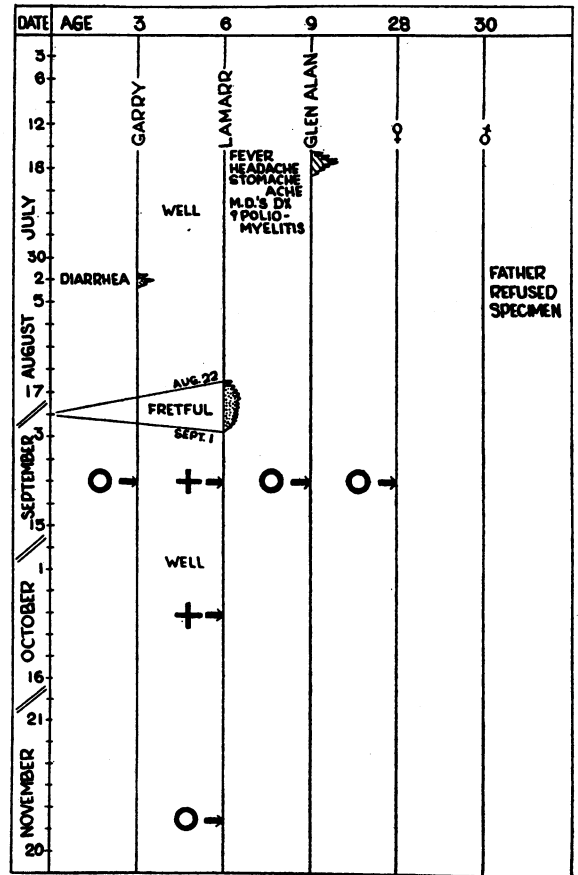 DATE AGE 3 6 9 28 30
3
6
12
18
JULY
30
2
5
AUGUST
17
3
SEPTEMBER
15
1
OCTOBER
16
21
NOVEMBER
20
GARRY
LAMARR
GLEN ALAN
♀
♂
FEVER
HEADACHE
STOMACHE
ACHE
M.D.'S DX
? POLIO-
MYELITIS
WELL
DIARRHEA
FATHER
REFUSED
SPECIMEN
AUG. 22
FRETFUL
SEPT. 1
WELL